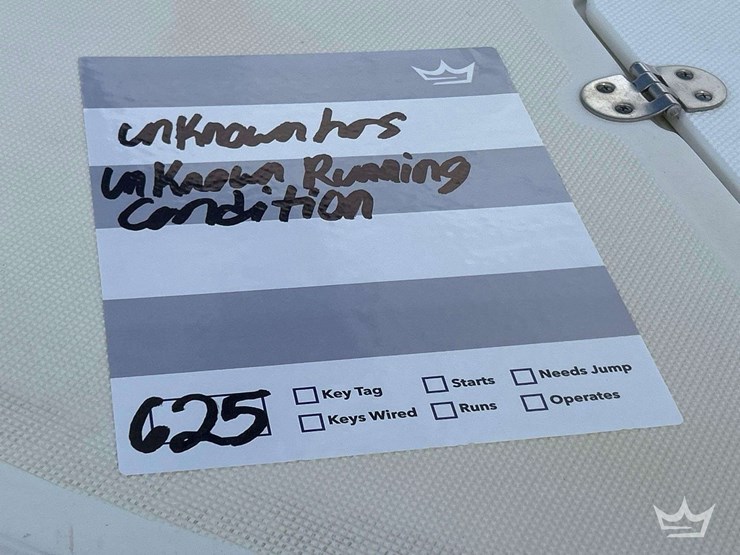 unknown hrs
unknown Running
condition
625
Key Tag
Starts
Needs Jump
Keys Wired
Runs
Operates